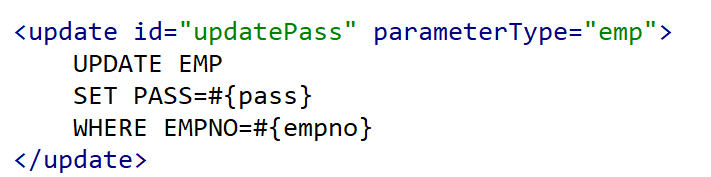 <update id="updatePass" parameterType="emp">
    UPDATE EMP
    SET PASS=#{pass}
    WHERE EMPNO=#{empno}
</update>